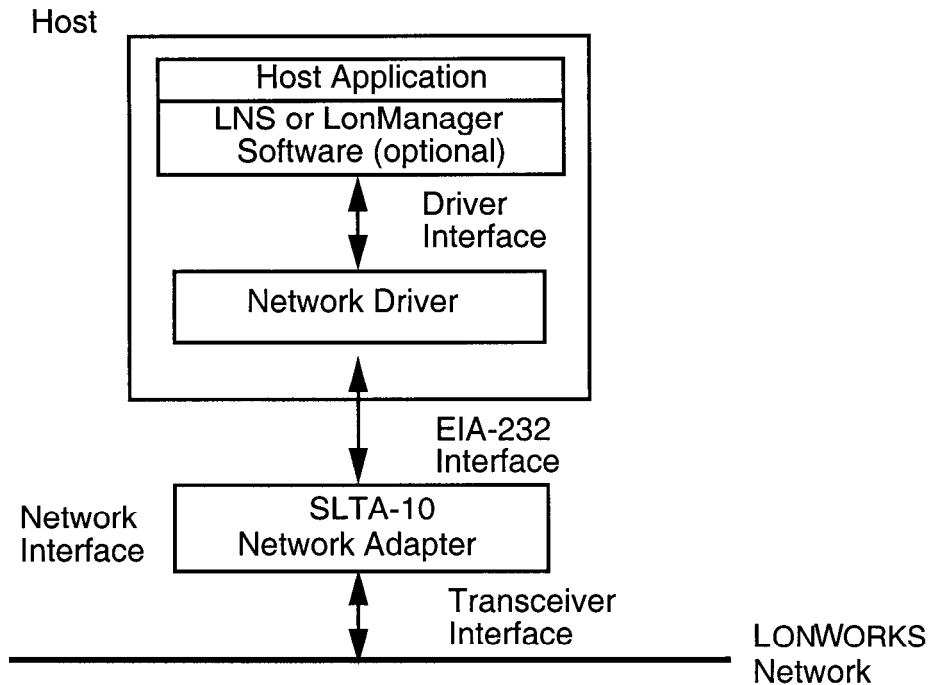 Host
Host Application
LNS or LonManager
Software (optional)
Driver
Interface
Network Driver
EIA-232
Interface
Network
Interface
SLTA-10
Network Adapter
Transceiver
Interface
LONWORKS
Network